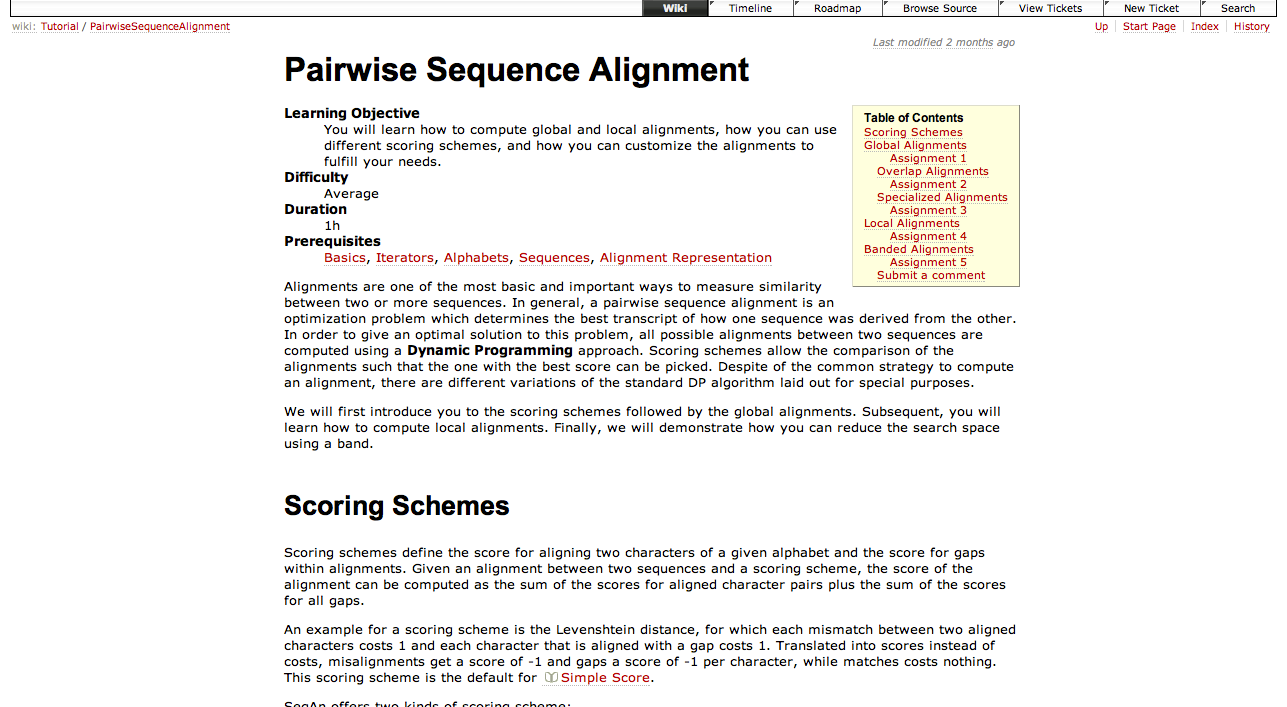 Wiki Timeline Roadmap Browse Source View Tickets New Ticket Search
wiki: Tutorial / PairwiseSequenceAlignment
Up Start Page Index History
Last modified 2 months ago
Pairwise Sequence Alignment
Learning Objective
You will learn how to compute global and local alignments, how you can use
different scoring schemes, and how you can customize the alignments to
fulfill your needs.
Difficulty
Average
Duration
1h
Prerequisites
Basics, Iterators, Alphabets, Sequences, Alignment Representation
Table of Contents
Scoring Schemes
Global Alignments
Assignment 1
Overlap Alignments
Assignment 2
Specialized Alignments
Assignment 3
Local Alignments
Assignment 4
Banded Alignments
Assignment 5
Submit a comment
Alignments are one of the most basic and important ways to measure similarity
between two or more sequences. In general, a pairwise sequence alignment is an
optimization problem which determines the best transcript of how one sequence was derived from the other.
In order to give an optimal solution to this problem, all possible alignments between two sequences are
computed using a Dynamic Programming approach. Scoring schemes allow the comparison of the
alignments such that the one with the best score can be picked. Despite of the common strategy to compute
an alignment, there are different variations of the standard DP algorithm laid out for special purposes.
We will first introduce you to the scoring schemes followed by the global alignments. Subsequent, you will
learn how to compute local alignments. Finally, we will demonstrate how you can reduce the search space
using a band.
Scoring Schemes
Scoring schemes define the score for aligning two characters of a given alphabet and the score for gaps
within alignments. Given an alignment between two sequences and a scoring scheme, the score of the
alignment can be computed as the sum of the scores for aligned character pairs plus the sum of the scores
for all gaps.
An example for a scoring scheme is the Levenshtein distance, for which each mismatch between two aligned
characters costs 1 and each character that is aligned with a gap costs 1. Translated into scores instead of
costs, misalignments get a score of -1 and gaps a score of -1 per character, while matches costs nothing.
This scoring scheme is the default for Simple Score.
SeqAn offers two kinds of scoring scheme: